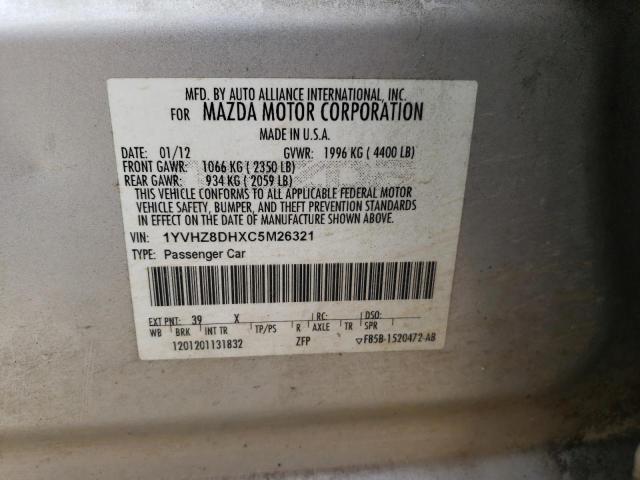 MFD. BY AUTO ALLIANCE INTERNATIONAL, INC.
FOR MAZDA MOTOR CORPORATION
MADE IN U.S.A.
DATE: 01/12 GVWR: 1996 KG ( 4400 LB)
FRONT GAWR: 1066 KG ( 2350 LB)
REAR GAWR: 934 KG ( 2059 LB)
THIS VEHICLE CONFORMS TO ALL APPLICABLE FEDERAL MOTOR
VEHICLE SAFETY, BUMPER, AND THEFT PREVENTION STANDARDS
IN EFFECT ON THE DATE OF MANUFACTURE SHOWN ABOVE.
VIN: 1YVHZ8DHXC5M26321
TYPE: Passenger Car
EXT PNT: 39 X RC: DSO:
WB BRK INT TR TP/PS R AXLE TR SPR
1201201131832 ZFP ▽F85B-1520472-AB